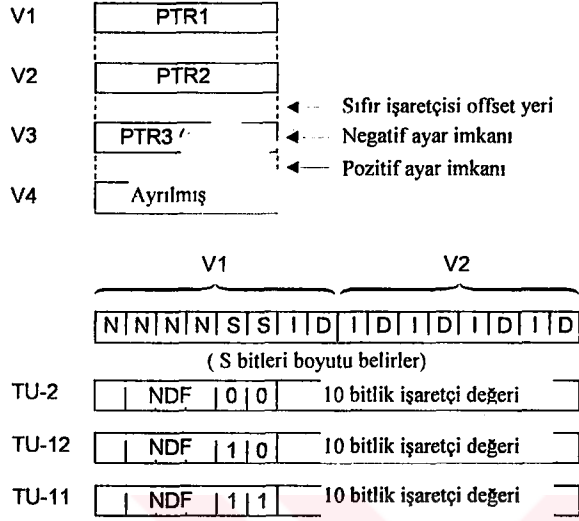 V1 PTR1
V2 PTR2
Sıfır işaretçisi offset yeri
V3 PTR3 Negatif ayar imkanı
Pozitif ayar imkanı
V4 Ayrılmış
V1 V2
N N N N S S I D I D I D I D I D
( S bitleri boyutu belirler)
TU-2 NDF 0 0 10 bitlik işaretçi değeri
TU-12 NDF 1 0 10 bitlik işaretçi değeri
TU-11 NDF 1 1 10 bitlik işaretçi değeri